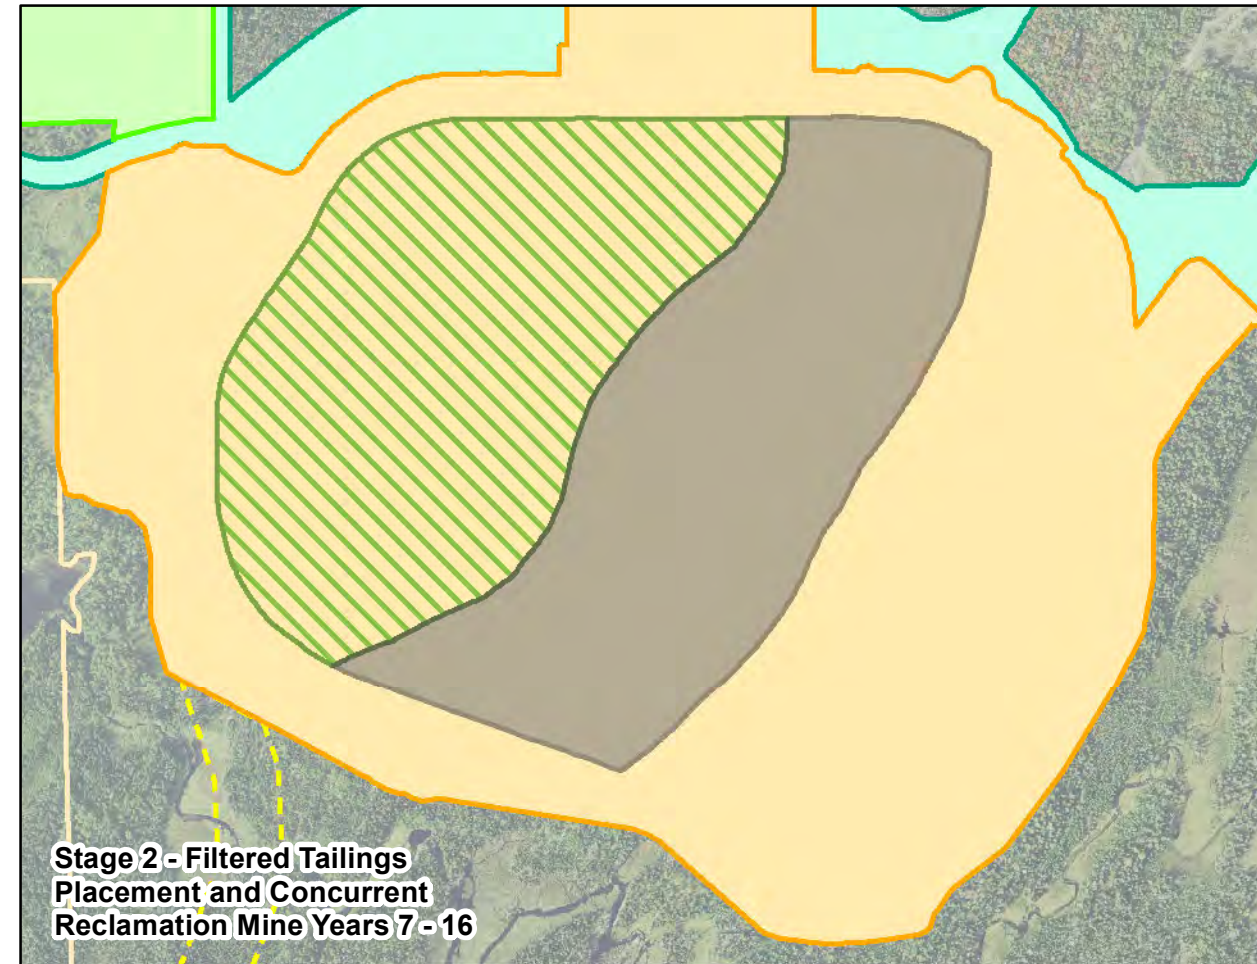 Stage 2 - Filtered Tailings
Placement and Concurrent
Reclamation Mine Years 7 - 16